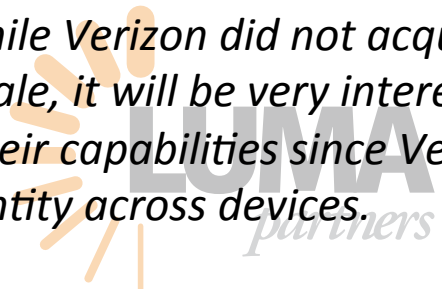 hile Verizon did not acqu
ale, it will be very intere
eir capabilities since Ve
ntity across devices.
LUMA
partners